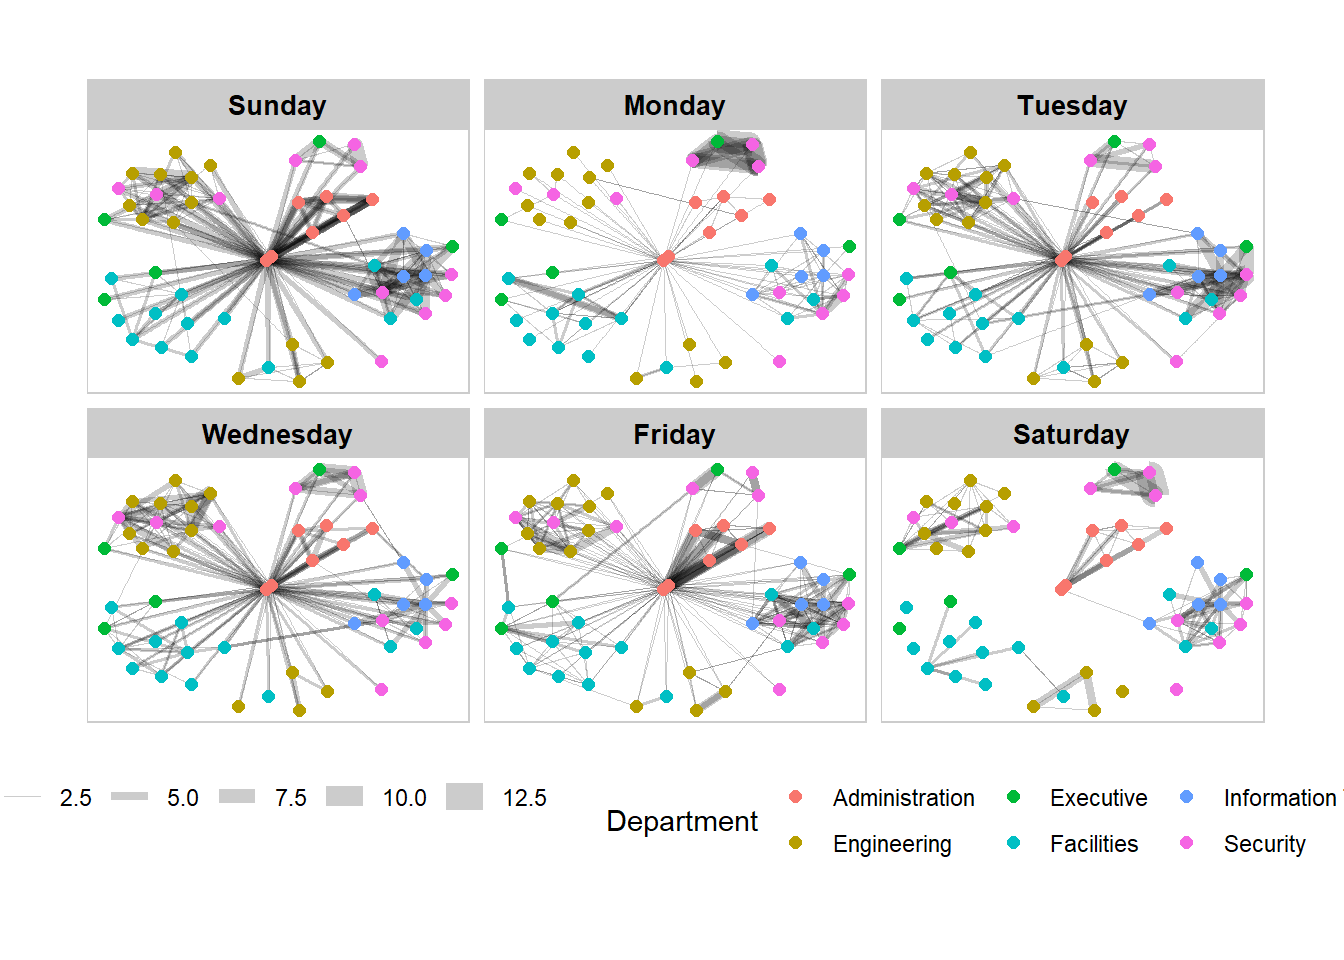 Sunday
Monday
Tuesday
Wednesday
Friday
Saturday
2.5 5.0 7.5 10.0 12.5
Department
Administration Executive Information
Engineering Facilities Security